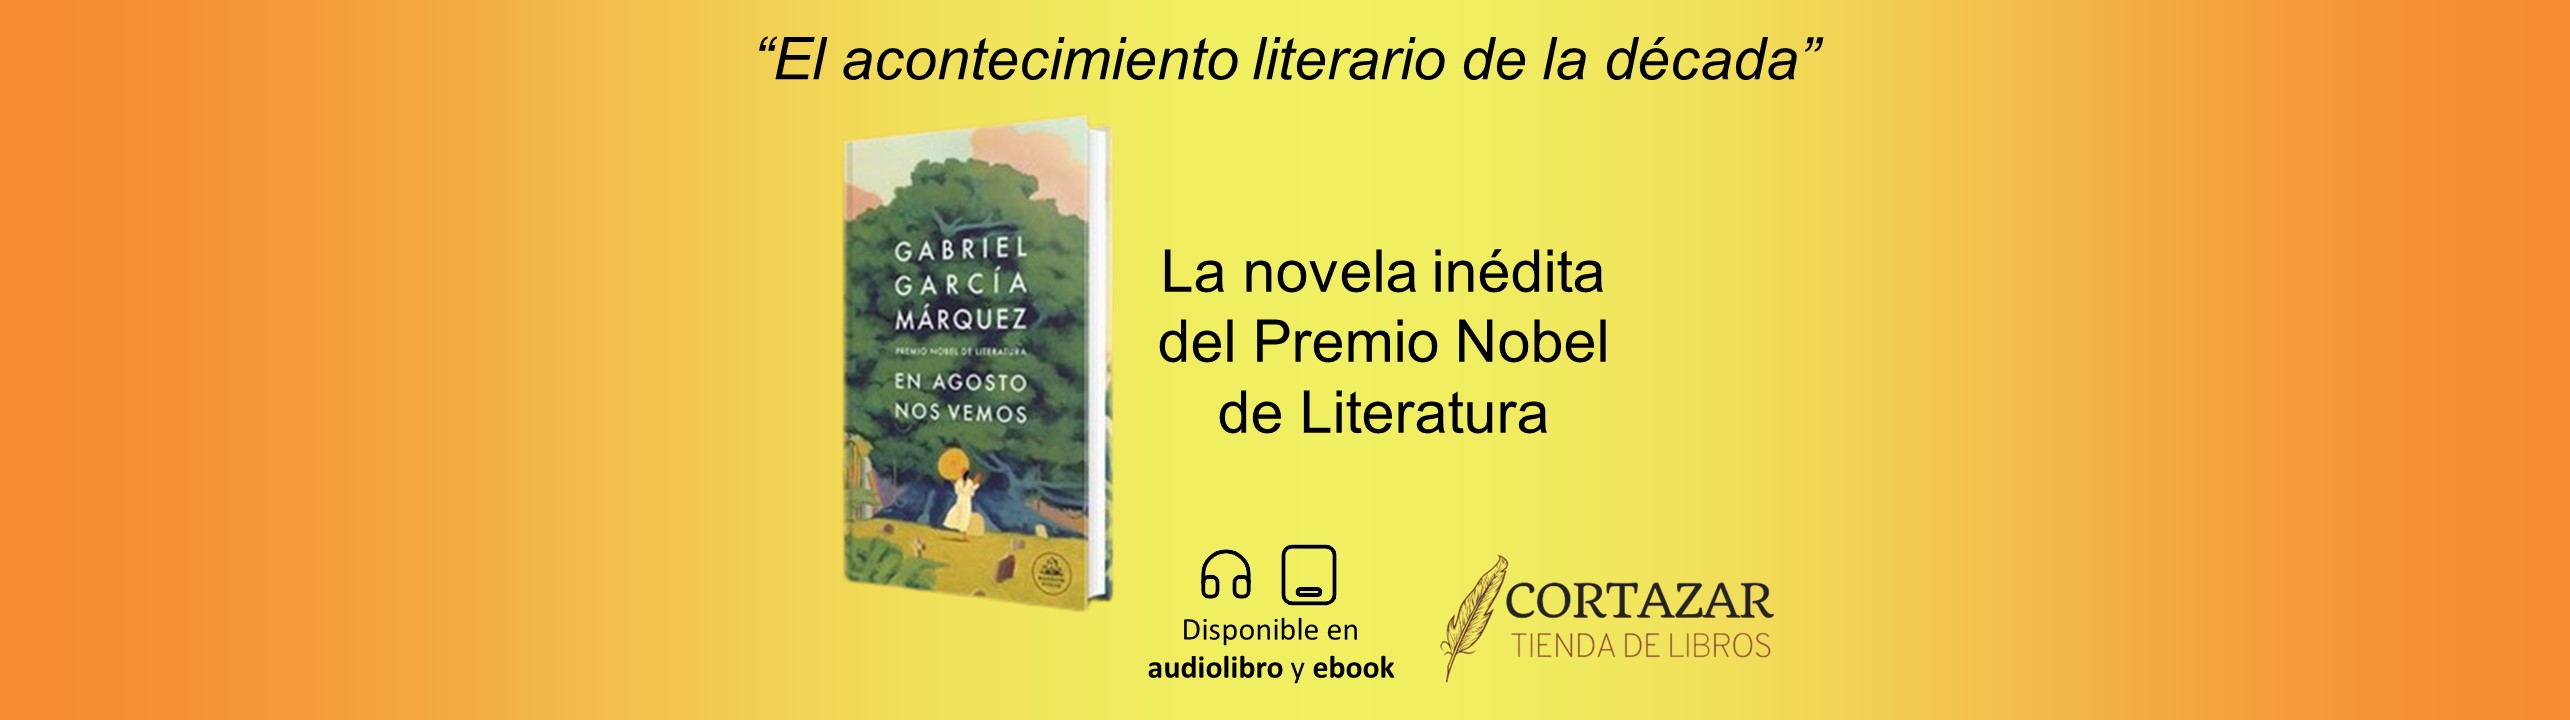 “El acontecimiento literario de la década”
GABRIEL
GARCÍA
MÁRQUEZ
PREMIO NOBEL DE LITERATURA
EN AGOSTO
NOS VEMOS
La novela inédita
del Premio Nobel
de Literatura
Disponible en
audiolibro y ebook
CORTAZAR
TIENDA DE LIBROS